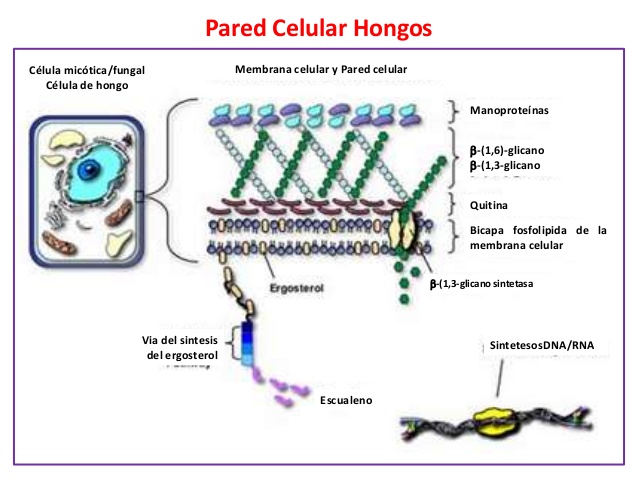 Pared Celular Hongos
Célula micótica/fungal
Célula de hongo
Membrana celular y Pared celular
Manoproteínas
β-(1,6)-glicano
β-(1,3-glicano
Quitina
Bicapa fosfolipida de la
membrana celular
β-(1,3-glicano sintetasa
Ergosterol
Via del sintesis
del ergosterol
Escualeno
SintetesosDNA/RNA